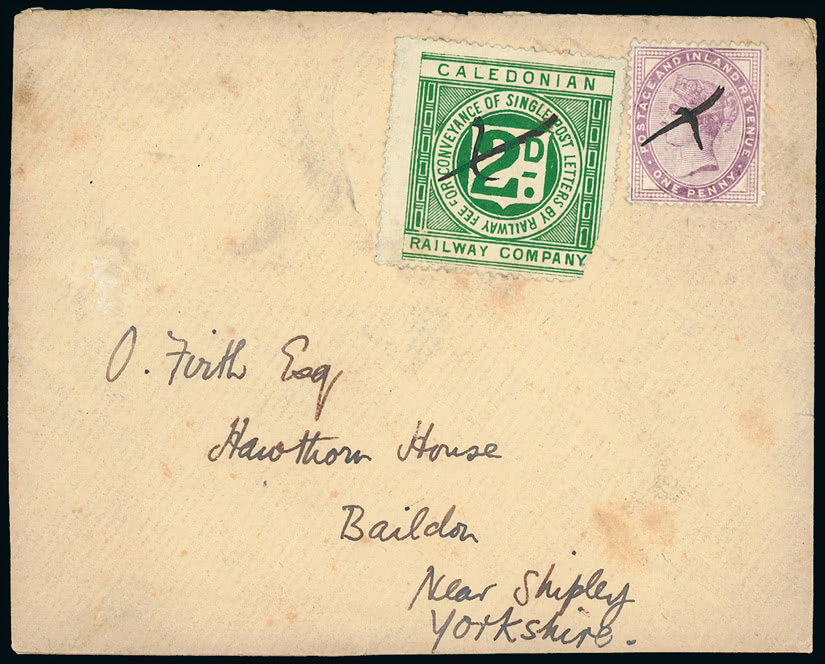 CALEDONIAN
FEE FOR CONVEYANCE OF SINGLE POST LETTERS BY RAILWAY
2D.
RAILWAY COMPANY
POSTAGE AND INLAND REVENUE
ONE PENNY
O. Firth Esq
Hawthorn House
Baildon
Near Shipley
Yorkshire.